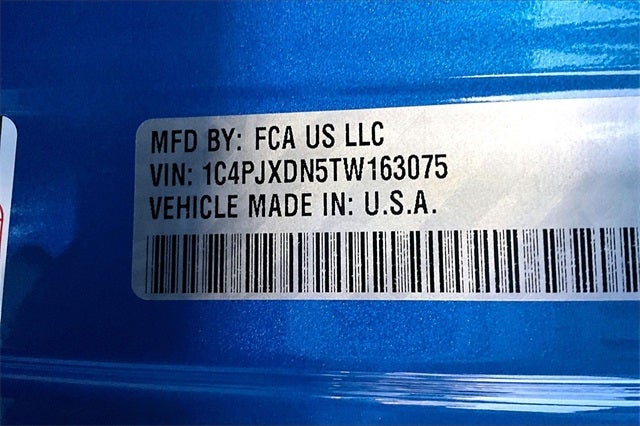 MFD BY: FCA US LLC
VIN: 1C4PJXDN5TW163075
VEHICLE MADE IN: U.S.A.